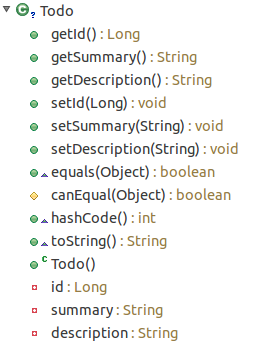 Todo
getId() : Long
getSummary() : String
getDescription() : String
setId(Long) : void
setSummary(String) : void
setDescription(String) : void
equals(Object) : boolean
canEqual(Object) : boolean
hashCode() : int
toString() : String
Todo()
id : Long
summary : String
description : String